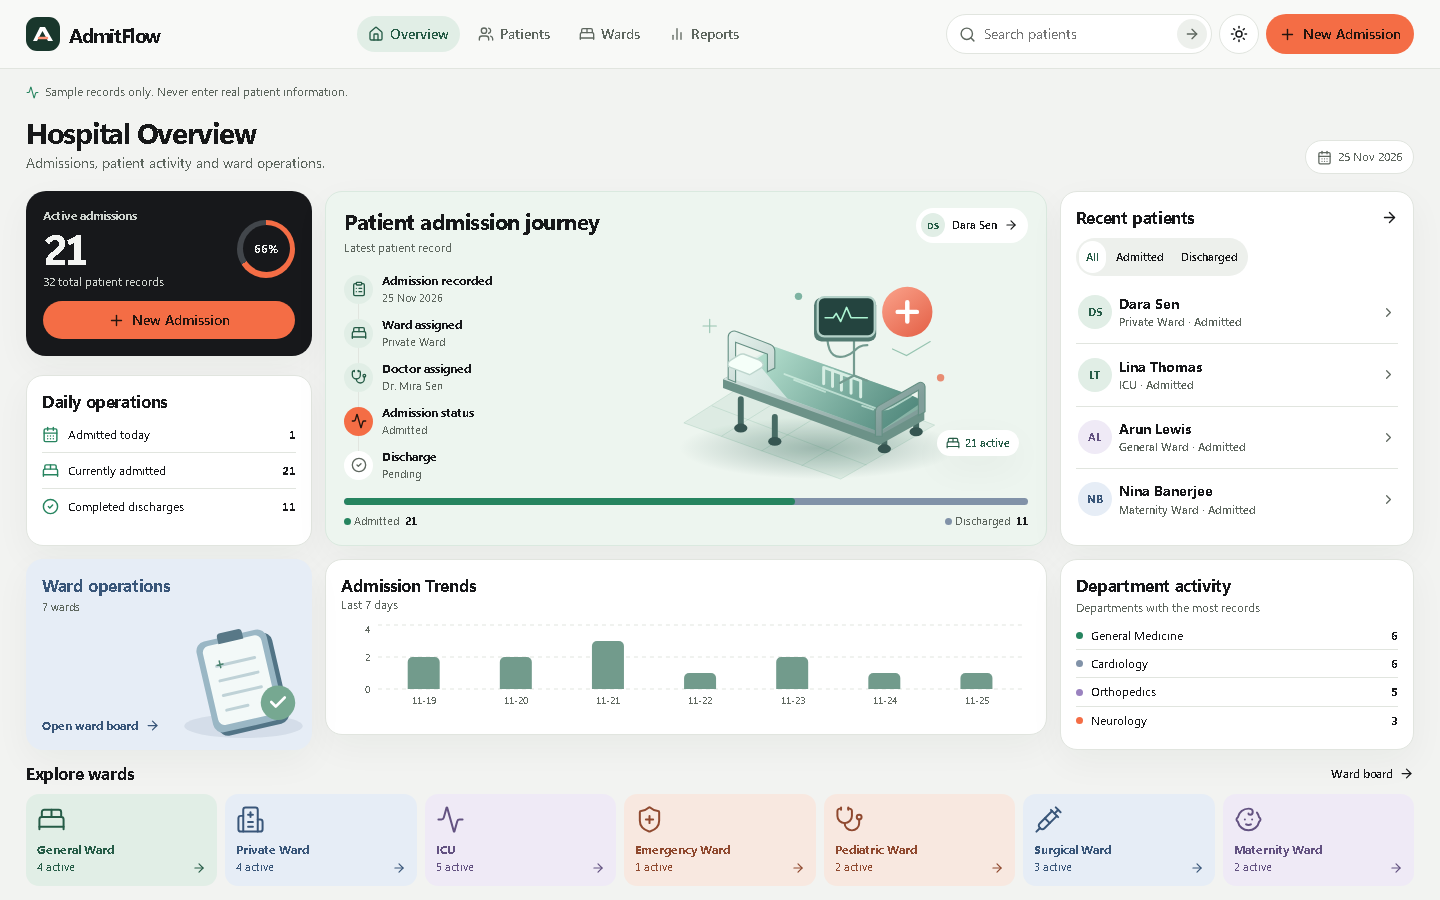 AdmitFlow
Overview
Patients
Wards
Reports
Search patients
New Admission
Sample records only. Never enter real patient information.
Hospital Overview
Admissions, patient activity and ward operations.
25 Nov 2026
Active admissions
21
32 total patient records
66%
New Admission
Daily operations
Admitted today 1
Currently admitted 21
Completed discharges 11
Patient admission journey
Latest patient record
DS Dara Sen
Admission recorded
25 Nov 2026
Ward assigned
Private Ward
Doctor assigned
Dr. Mira Sen
Admission status
Admitted
Discharge
Pending
21 active
Admitted 21
Discharged 11
Recent patients
All Admitted Discharged
DS
Dara Sen
Private Ward · Admitted
LT
Lina Thomas
ICU · Admitted
AL
Arun Lewis
General Ward · Admitted
NB
Nina Banerjee
Maternity Ward · Admitted
Ward operations
7 wards
Open ward board
Admission Trends
Last 7 days
4
2
0
11-19 11-20 11-21 11-22 11-23 11-24 11-25
Department activity
Departments with the most records
General Medicine 6
Cardiology 6
Orthopedics 5
Neurology 3
Explore wards
Ward board
General Ward
4 active
Private Ward
4 active
ICU
5 active
Emergency Ward
1 active
Pediatric Ward
2 active
Surgical Ward
3 active
Maternity Ward
2 active